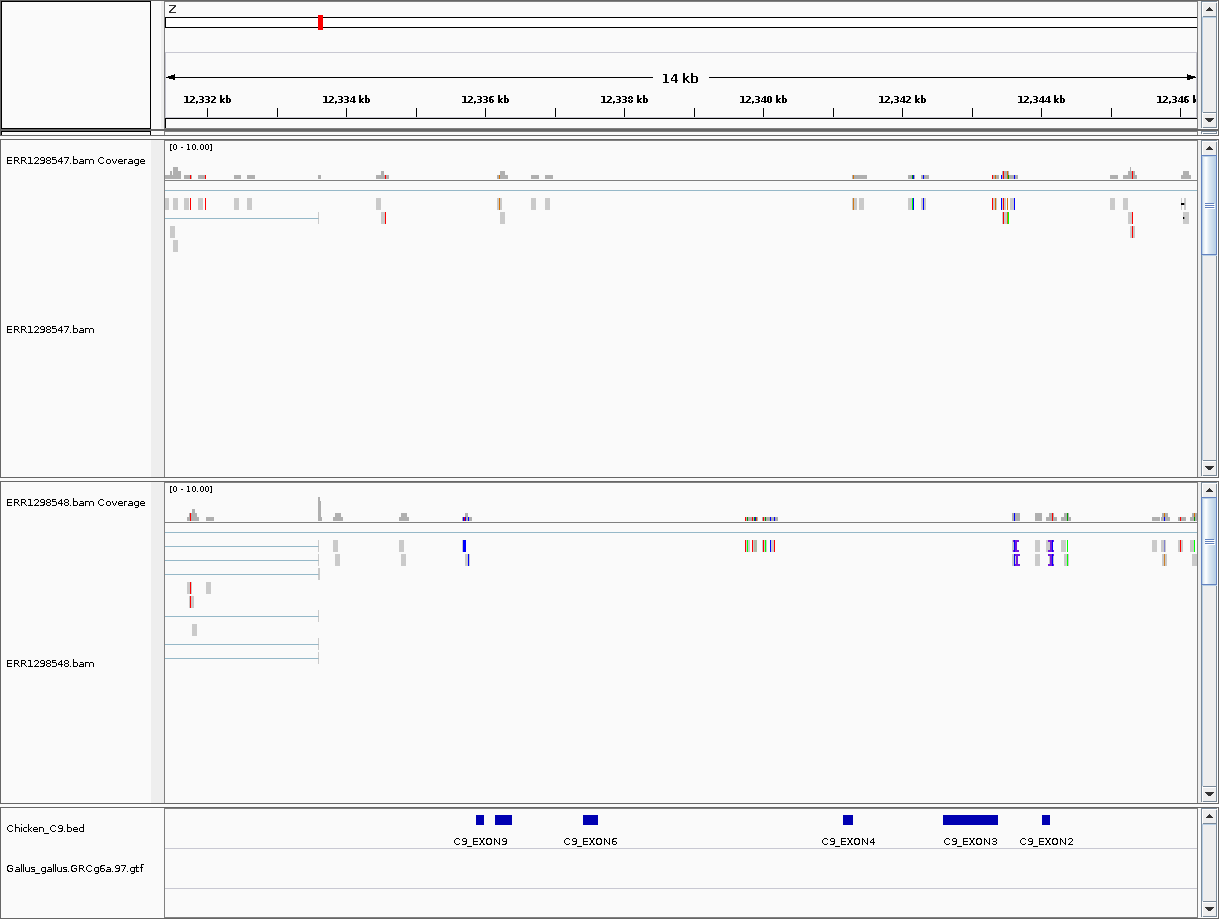 Z
14 kb
12,332 kb 12,334 kb 12,336 kb 12,338 kb 12,340 kb 12,342 kb 12,344 kb 12,346 k
[0 - 10.00]
ERR1298547.bam Coverage
ERR1298547.bam
[0 - 10.00]
ERR1298548.bam Coverage
ERR1298548.bam
Chicken_C9.bed
C9_EXON9 C9_EXON6 C9_EXON4 C9_EXON3 C9_EXON2
Gallus_gallus.GRCg6a.97.gtf